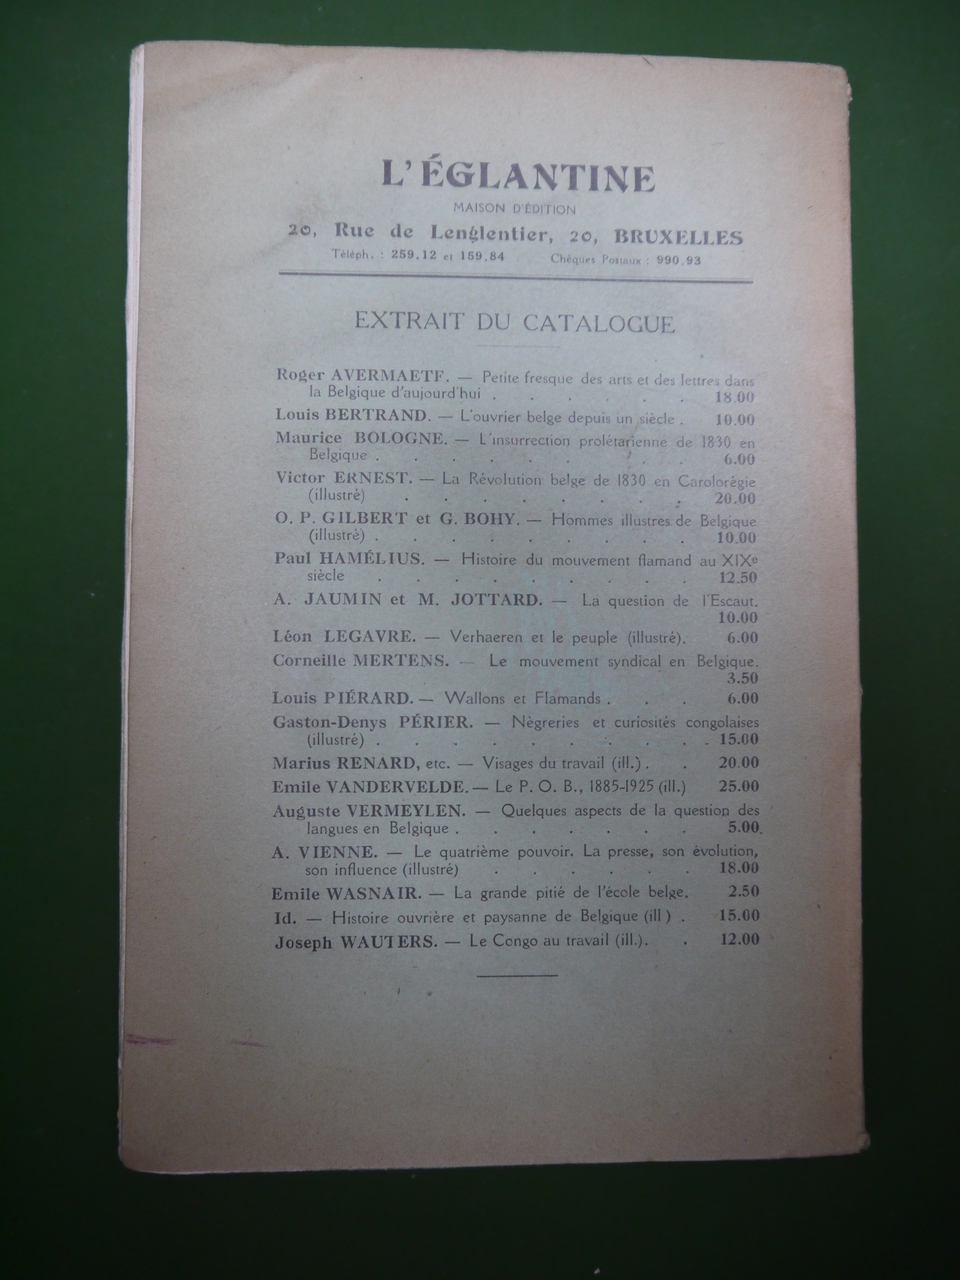 L'ÉGLANTINE
MAISON D'ÉDITION
20, Rue de Lenglentier, 20, BRUXELLES
Téléph. : 259.12 et 159.84 Chèques Postaux : 990.93
EXTRAIT DU CATALOGUE
Roger AVERMAETE. — Petite fresque des arts et des lettres dans
la Belgique d'aujourd'hui . . . . . . 18.00
Louis BERTRAND. — L'ouvrier belge depuis un siècle . 10.00
Maurice BOLOGNE. — L'insurrection prolétarienne de 1830 en
Belgique . . . . . . . . . 6.00
Victor ERNEST. — La Révolution belge de 1830 en Carolorégie
(illustré) . . . . . . . . 20.00
O. P. GILBERT et G. BOHY. — Hommes illustres de Belgique
(illustré) . . . . . . . . . 10.00
Paul HAMÉLIUS. — Histoire du mouvement flamand au XIXe
siècle . . . . . . . . . 12.50
A. JAUMIN et M. JOTTARD. — La question de l'Escaut.
10.00
Léon LEGAVRE. — Verhaeren et le peuple (illustré). 6.00
Corneille MERTENS. — Le mouvement syndical en Belgique.
3.50
Louis PIÉRARD. — Wallons et Flamands . . . 6.00
Gaston-Denys PÉRIER. — Nègreries et curiosités congolaises
(illustré) . . . . . . . . . . 15.00
Marius RENARD, etc. — Visages du travail (ill.) . . 20.00
Emile VANDERVELDE. — Le P. O. B., 1885-1925 (ill.) 25.00
Auguste VERMEYLEN. — Quelques aspects de la question des
langues en Belgique . . . . . . . 5.00.
A. VIENNE. — Le quatrième pouvoir. La presse, son évolution,
son influence (illustré) . . . . . . 18.00
Emile WASNAIR. — La grande pitié de l'école belge. 2.50
Id. — Histoire ouvrière et paysanne de Belgique (ill ) . 15.00
Joseph WAUTERS. — Le Congo au travail (ill.). . 12.00